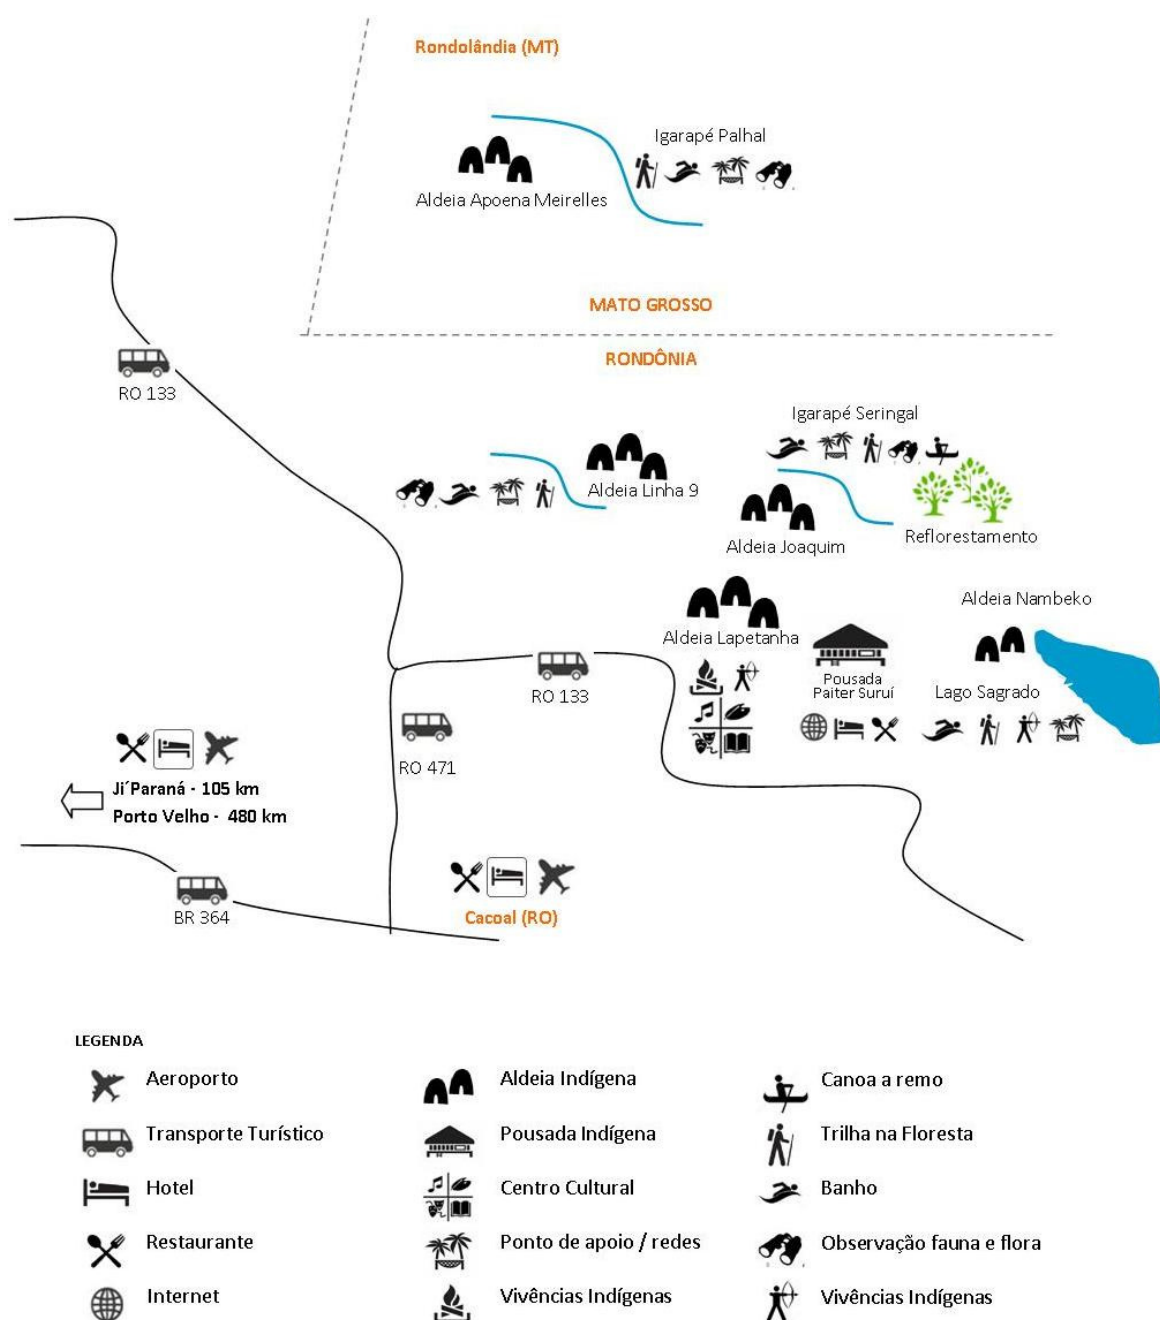 Rondolândia (MT)
Igarapé Palhal
Aldeia Apoena Meirelles
MATO GROSSO
RONDÔNIA
RO 133
Igarapé Seringal
Aldeia Linha 9
Aldeia Joaquim
Reflorestamento
Aldeia Nambeko
Aldeia Lapetanha
Pousada
Paiter Suruí
Lago Sagrado
RO 133
RO 471
Ji´Paraná - 105 km
Porto Velho - 480 km
BR 364
Cacoal (RO)
LEGENDA
Aeroporto
Transporte Turístico
Hotel
Restaurante
Internet
Aldeia Indígena
Pousada Indígena
Centro Cultural
Ponto de apoio / redes
Vivências Indígenas
Canoa a remo
Trilha na Floresta
Banho
Observação fauna e flora
Vivências Indígenas